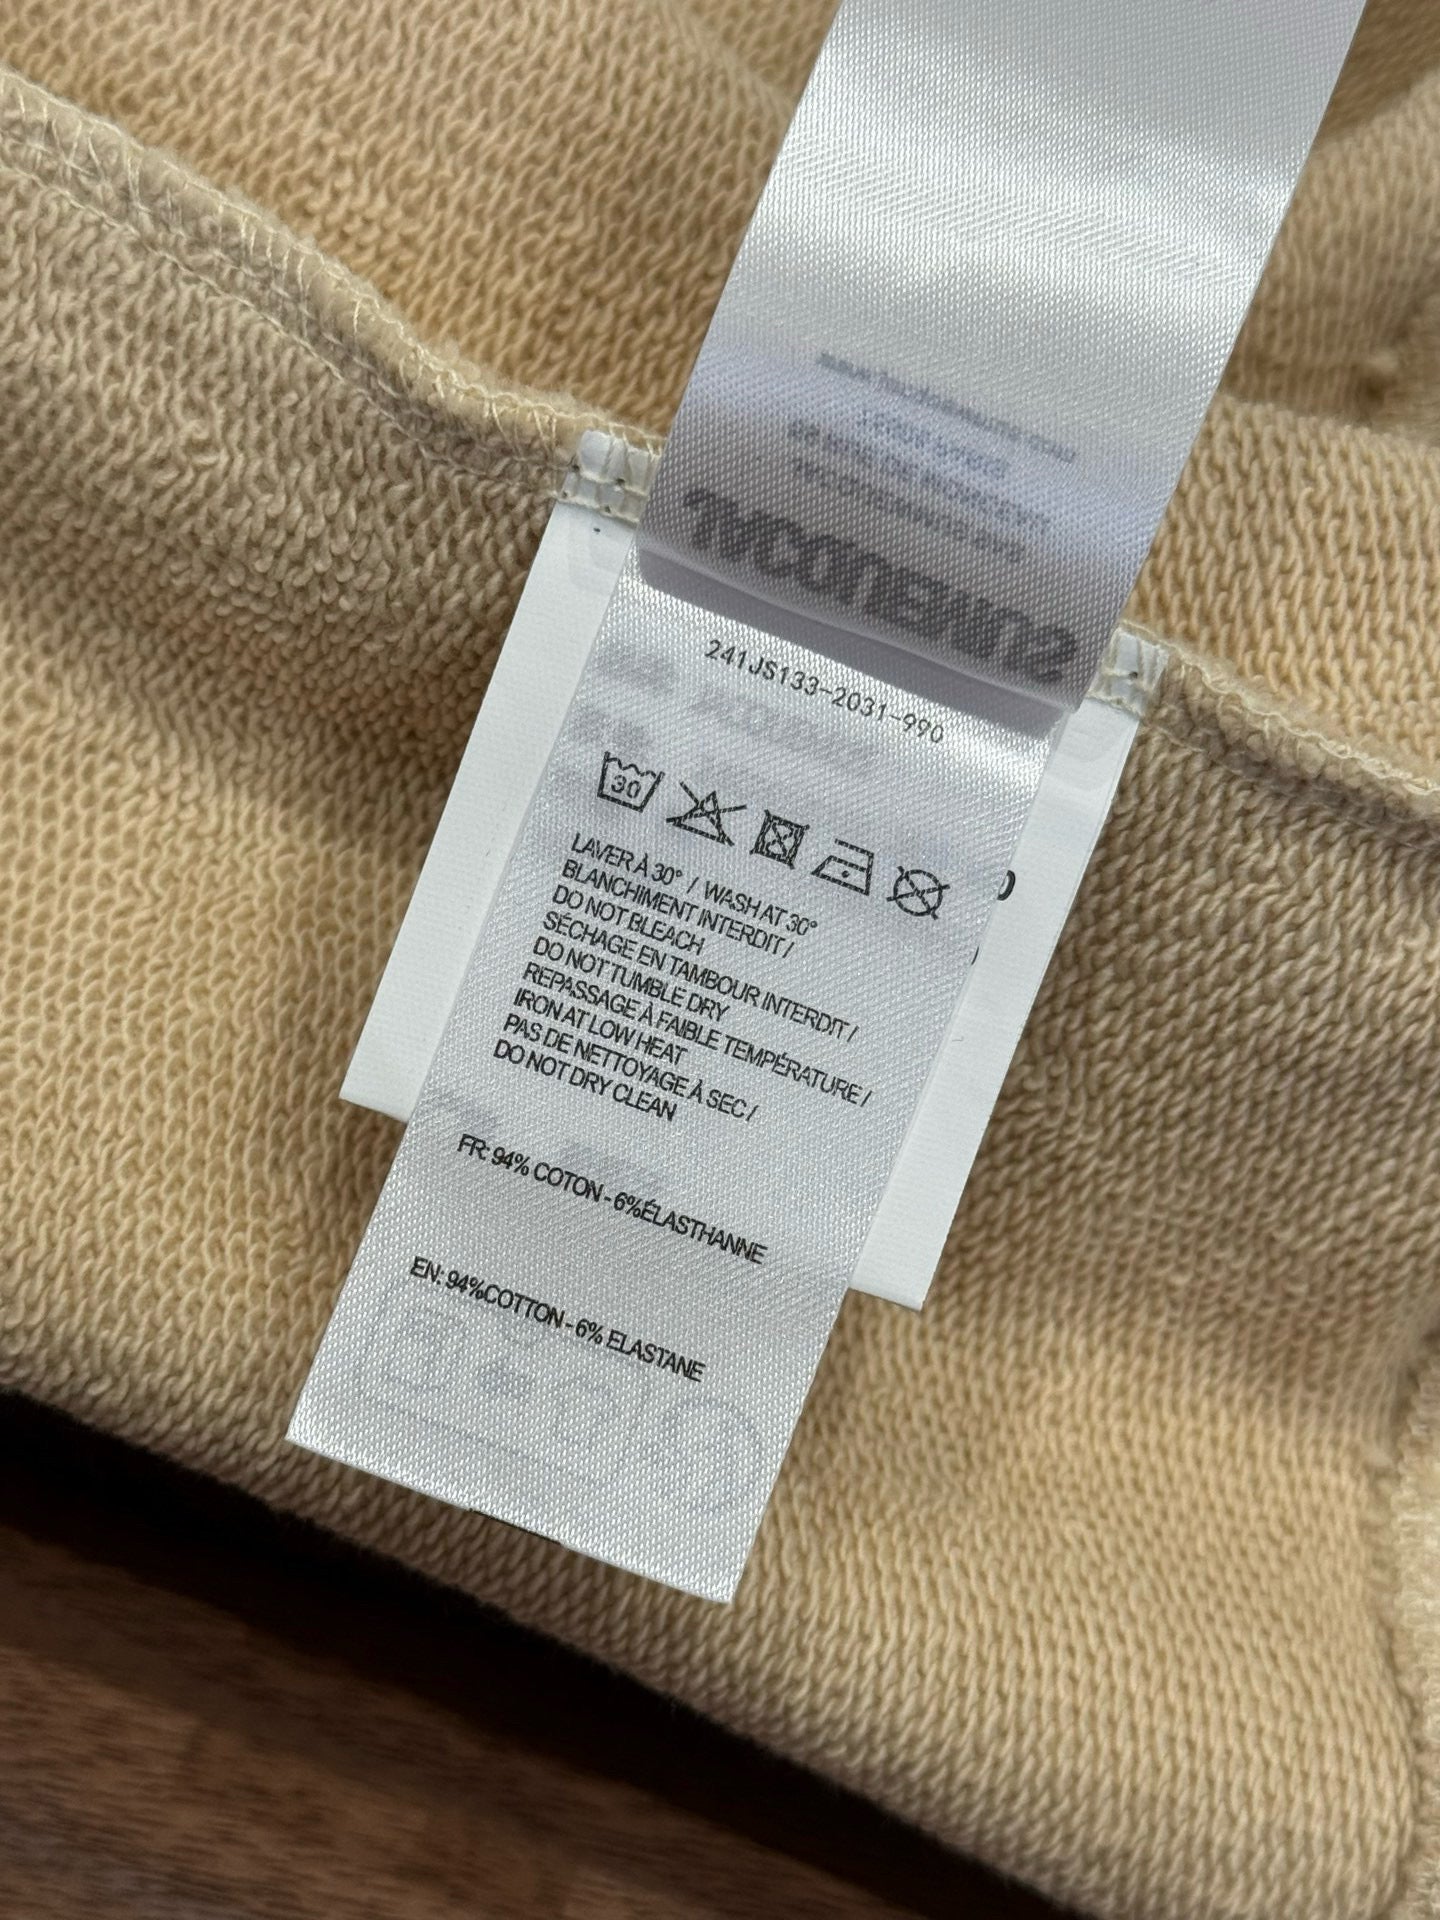 241JS133-2031-990
30
LAVER À 30° / WASH AT 30°
BLANCHIMENT INTERDIT /
DO NOT BLEACH
SÉCHAGE EN TAMBOUR INTERDIT /
DO NOT TUMBLE DRY
REPASSAGE À FAIBLE TEMPÉRATURE /
IRON AT LOW HEAT
PAS DE NETTOYAGE À SEC /
DO NOT DRY CLEAN
FR: 94% COTON - 6%ÉLASTHANNE
EN: 94%COTTON - 6% ELASTANE